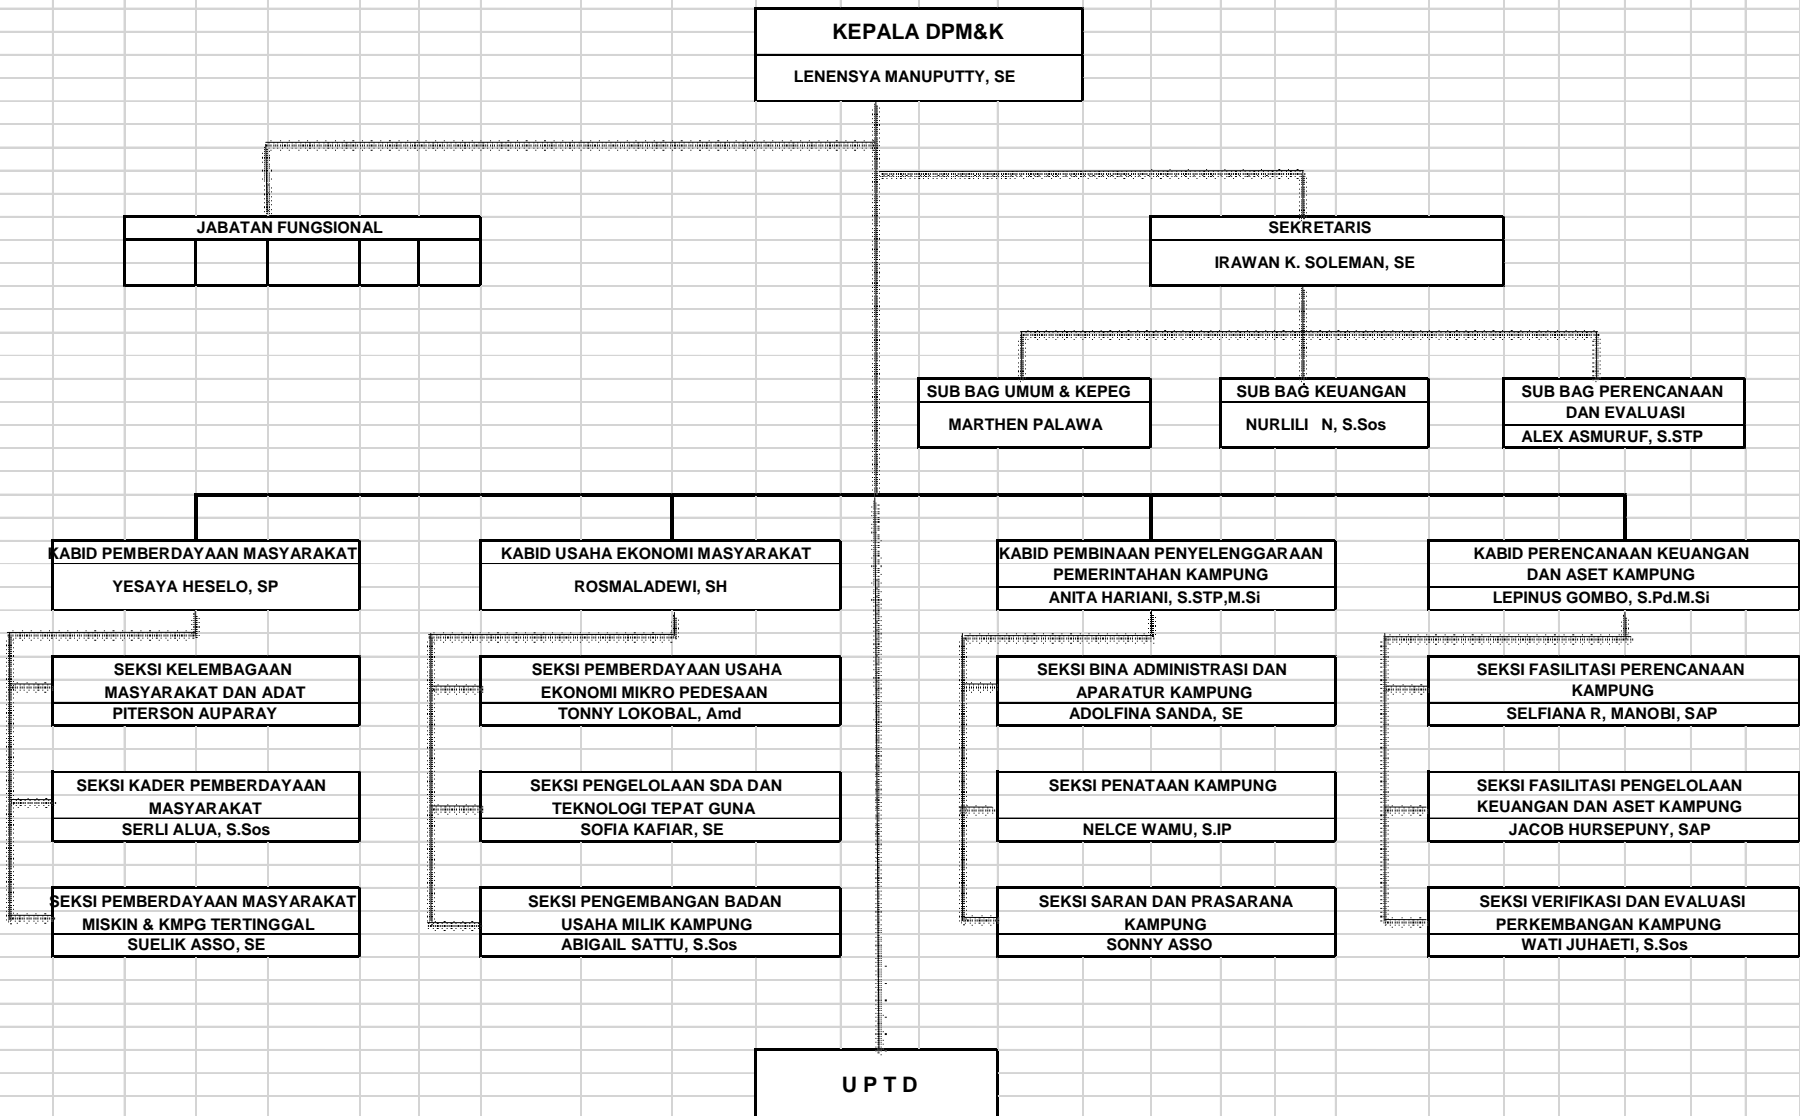 KEPALA DPM&K
LENENSYA MANUPUTTY, SE
JABATAN FUNGSIONAL
SEKRETARIS
IRAWAN K. SOLEMAN, SE
SUB BAG UMUM & KEPEG
MARTHEN PALAWA
SUB BAG KEUANGAN
NURLILI N, S.Sos
SUB BAG PERENCANAAN
DAN EVALUASI
ALEX ASMURUF, S.STP
KABID PEMBERDAYAAN MASYARAKAT
YESAYA HESELO, SP
KABID USAHA EKONOMI MASYARAKAT
ROSMALADEWI, SH
KABID PEMBINAAN PENYELENGGARAAN
PEMERINTAHAN KAMPUNG
ANITA HARIANI, S.STP,M.Si
KABID PERENCANAAN KEUANGAN
DAN ASET KAMPUNG
LEPINUS GOMBO, S.Pd.M.Si
SEKSI KELEMBAGAAN
MASYARAKAT DAN ADAT
PITERSON AUPARAY
SEKSI PEMBERDAYAAN USAHA
EKONOMI MIKRO PEDESAAN
TONNY LOKOBAL, Amd
SEKSI BINA ADMINISTRASI DAN
APARATUR KAMPUNG
ADOLFINA SANDA, SE
SEKSI FASILITASI PERENCANAAN
KAMPUNG
SELFIANA R, MANOBI, SAP
SEKSI KADER PEMBERDAYAAN
MASYARAKAT
SERLI ALUA, S.Sos
SEKSI PENGELOLAAN SDA DAN
TEKNOLOGI TEPAT GUNA
SOFIA KAFIAR, SE
SEKSI PENATAAN KAMPUNG
NELCE WAMU, S.IP
SEKSI FASILITASI PENGELOLAAN
KEUANGAN DAN ASET KAMPUNG
JACOB HURSEPUNY, SAP
SEKSI PEMBERDAYAAN MASYARAKAT
MISKIN & KMPG TERTINGGAL
SUELIK ASSO, SE
SEKSI PENGEMBANGAN BADAN
USAHA MILIK KAMPUNG
ABIGAIL SATTU, S.Sos
SEKSI SARAN DAN PRASARANA
KAMPUNG
SONNY ASSO
SEKSI VERIFIKASI DAN EVALUASI
PERKEMBANGAN KAMPUNG
WATI JUHAETI, S.Sos
U P T D